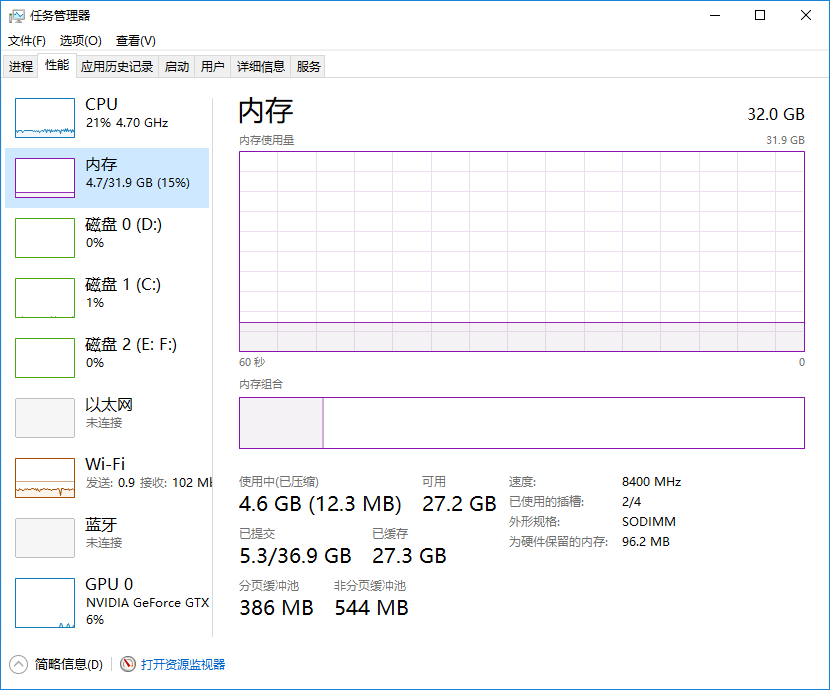 任务管理器
文件(F) 选项(O) 查看(V)
进程 性能 应用历史记录 启动 用户 详细信息 服务
CPU
21% 4.70 GHz
内存
4.7/31.9 GB (15%)
磁盘 0 (D:)
0%
磁盘 1 (C:)
1%
磁盘 2 (E: F:)
0%
以太网
未连接
Wi-Fi
发送: 0.9 接收: 102 Mb
蓝牙
未连接
GPU 0
NVIDIA GeForce GTX
6%
内存 32.0 GB
内存使用量 31.9 GB
60 秒 0
内存组合
使用中(已压缩) 可用
4.6 GB (12.3 MB) 27.2 GB
已提交 已缓存
5.3/36.9 GB 27.3 GB
分页缓冲池 非分页缓冲池
386 MB 544 MB
速度: 8400 MHz
已使用的插槽: 2/4
外形规格: SODIMM
为硬件保留的内存: 96.2 MB
简略信息(D) 打开资源监视器